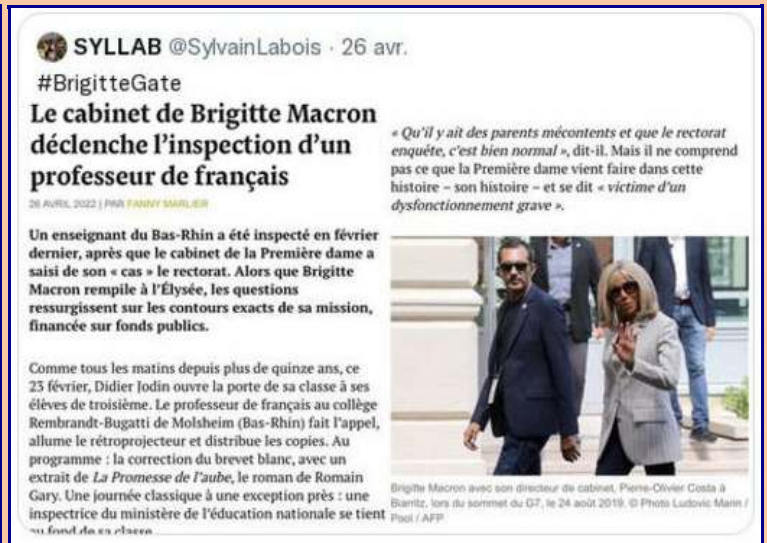 SYLLAB @SylvainLabois · 26 avr.
#BrigitteGate
Le cabinet de Brigitte Macron
déclenche l’inspection d’un
professeur de français
26 AVRIL 2022 | PAR FANNY MARLIER
Un enseignant du Bas-Rhin a été inspecté en février
dernier, après que le cabinet de la Première dame a
saisi de son « cas » le rectorat. Alors que Brigitte
Macron rempile à l’Élysée, les questions
ressurgissent sur les contours exacts de sa mission,
financée sur fonds publics.
Comme tous les matins depuis plus de quinze ans, ce
23 février, Didier Jodin ouvre la porte de sa classe à ses
élèves de troisième. Le professeur de français au collège
Rembrandt-Bugatti de Molsheim (Bas-Rhin) fait l’appel,
allume le rétroprojecteur et distribue les copies. Au
programme : la correction du brevet blanc, avec un
extrait de La Promesse de l’aube, le roman de Romain
Gary. Une journée classique à une exception près : une
inspectrice du ministère de l’éducation nationale se tient
au fond de sa classe
« Qu’il y ait des parents mécontents et que le rectorat
enquête, c’est bien normal », dit-il. Mais il ne comprend
pas ce que la Première dame vient faire dans cette
histoire – son histoire – et se dit « victime d’un
dysfonctionnement grave ».
Brigitte Macron avec son directeur de cabinet, Pierre-Olivier Costa à
Biarritz, lors du sommet du G7, le 24 août 2019. © Photo Ludovic Marin /
Pool / AFP